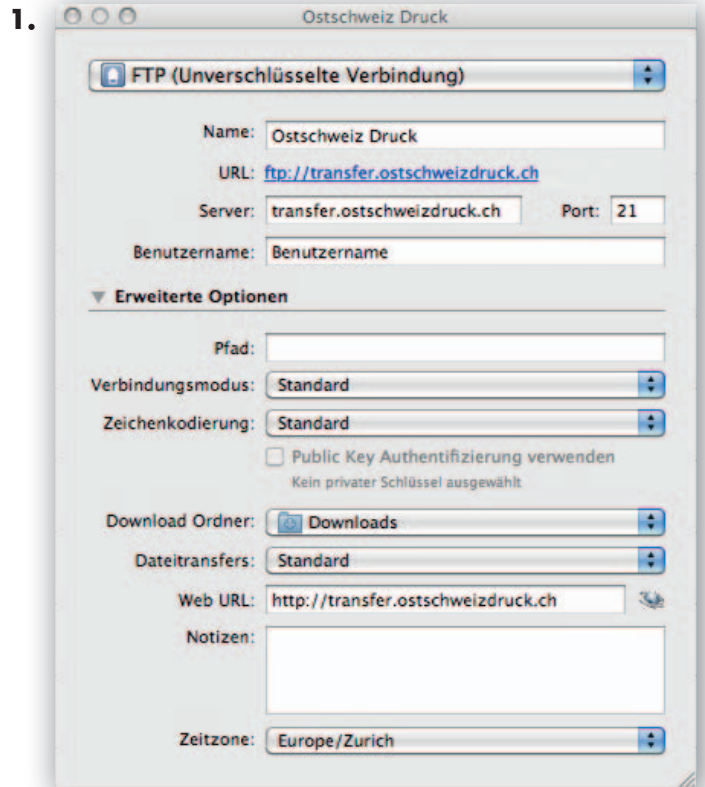 1.
Ostschweiz Druck
FTP (Unverschlüsselte Verbindung)
Name: Ostschweiz Druck
URL: ftp://transfer.ostschweizdruck.ch
Server: transfer.ostschweizdruck.ch Port: 21
Benutzername: Benutzername
Erweiterte Optionen
Pfad:
Verbindungsmodus: Standard
Zeichenkodierung: Standard
Public Key Authentifizierung verwenden
Kein privater Schlüssel ausgewählt
Download Ordner: Downloads
Dateitransfers: Standard
Web URL: http://transfer.ostschweizdruck.ch
Notizen:
Zeitzone: Europe/Zurich